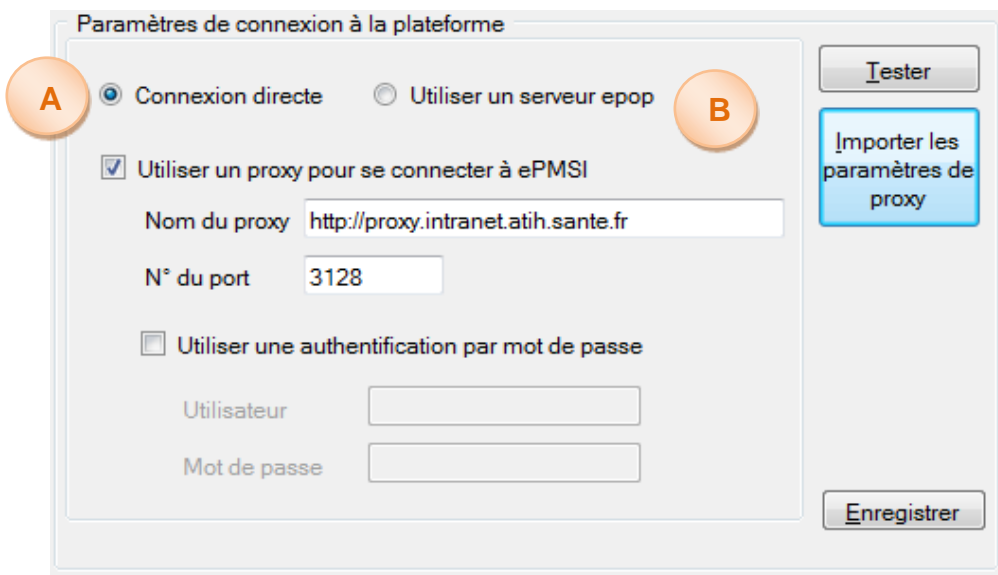 Paramètres de connexion à la plateforme
A
Connexion directe
Utiliser un serveur epop
B
Tester
Importer les
paramètres de
proxy
Utiliser un proxy pour se connecter à ePMSI
Nom du proxy http://proxy.intranet.atih.sante.fr
N° du port 3128
Utiliser une authentification par mot de passe
Utilisateur
Mot de passe
Enregistrer